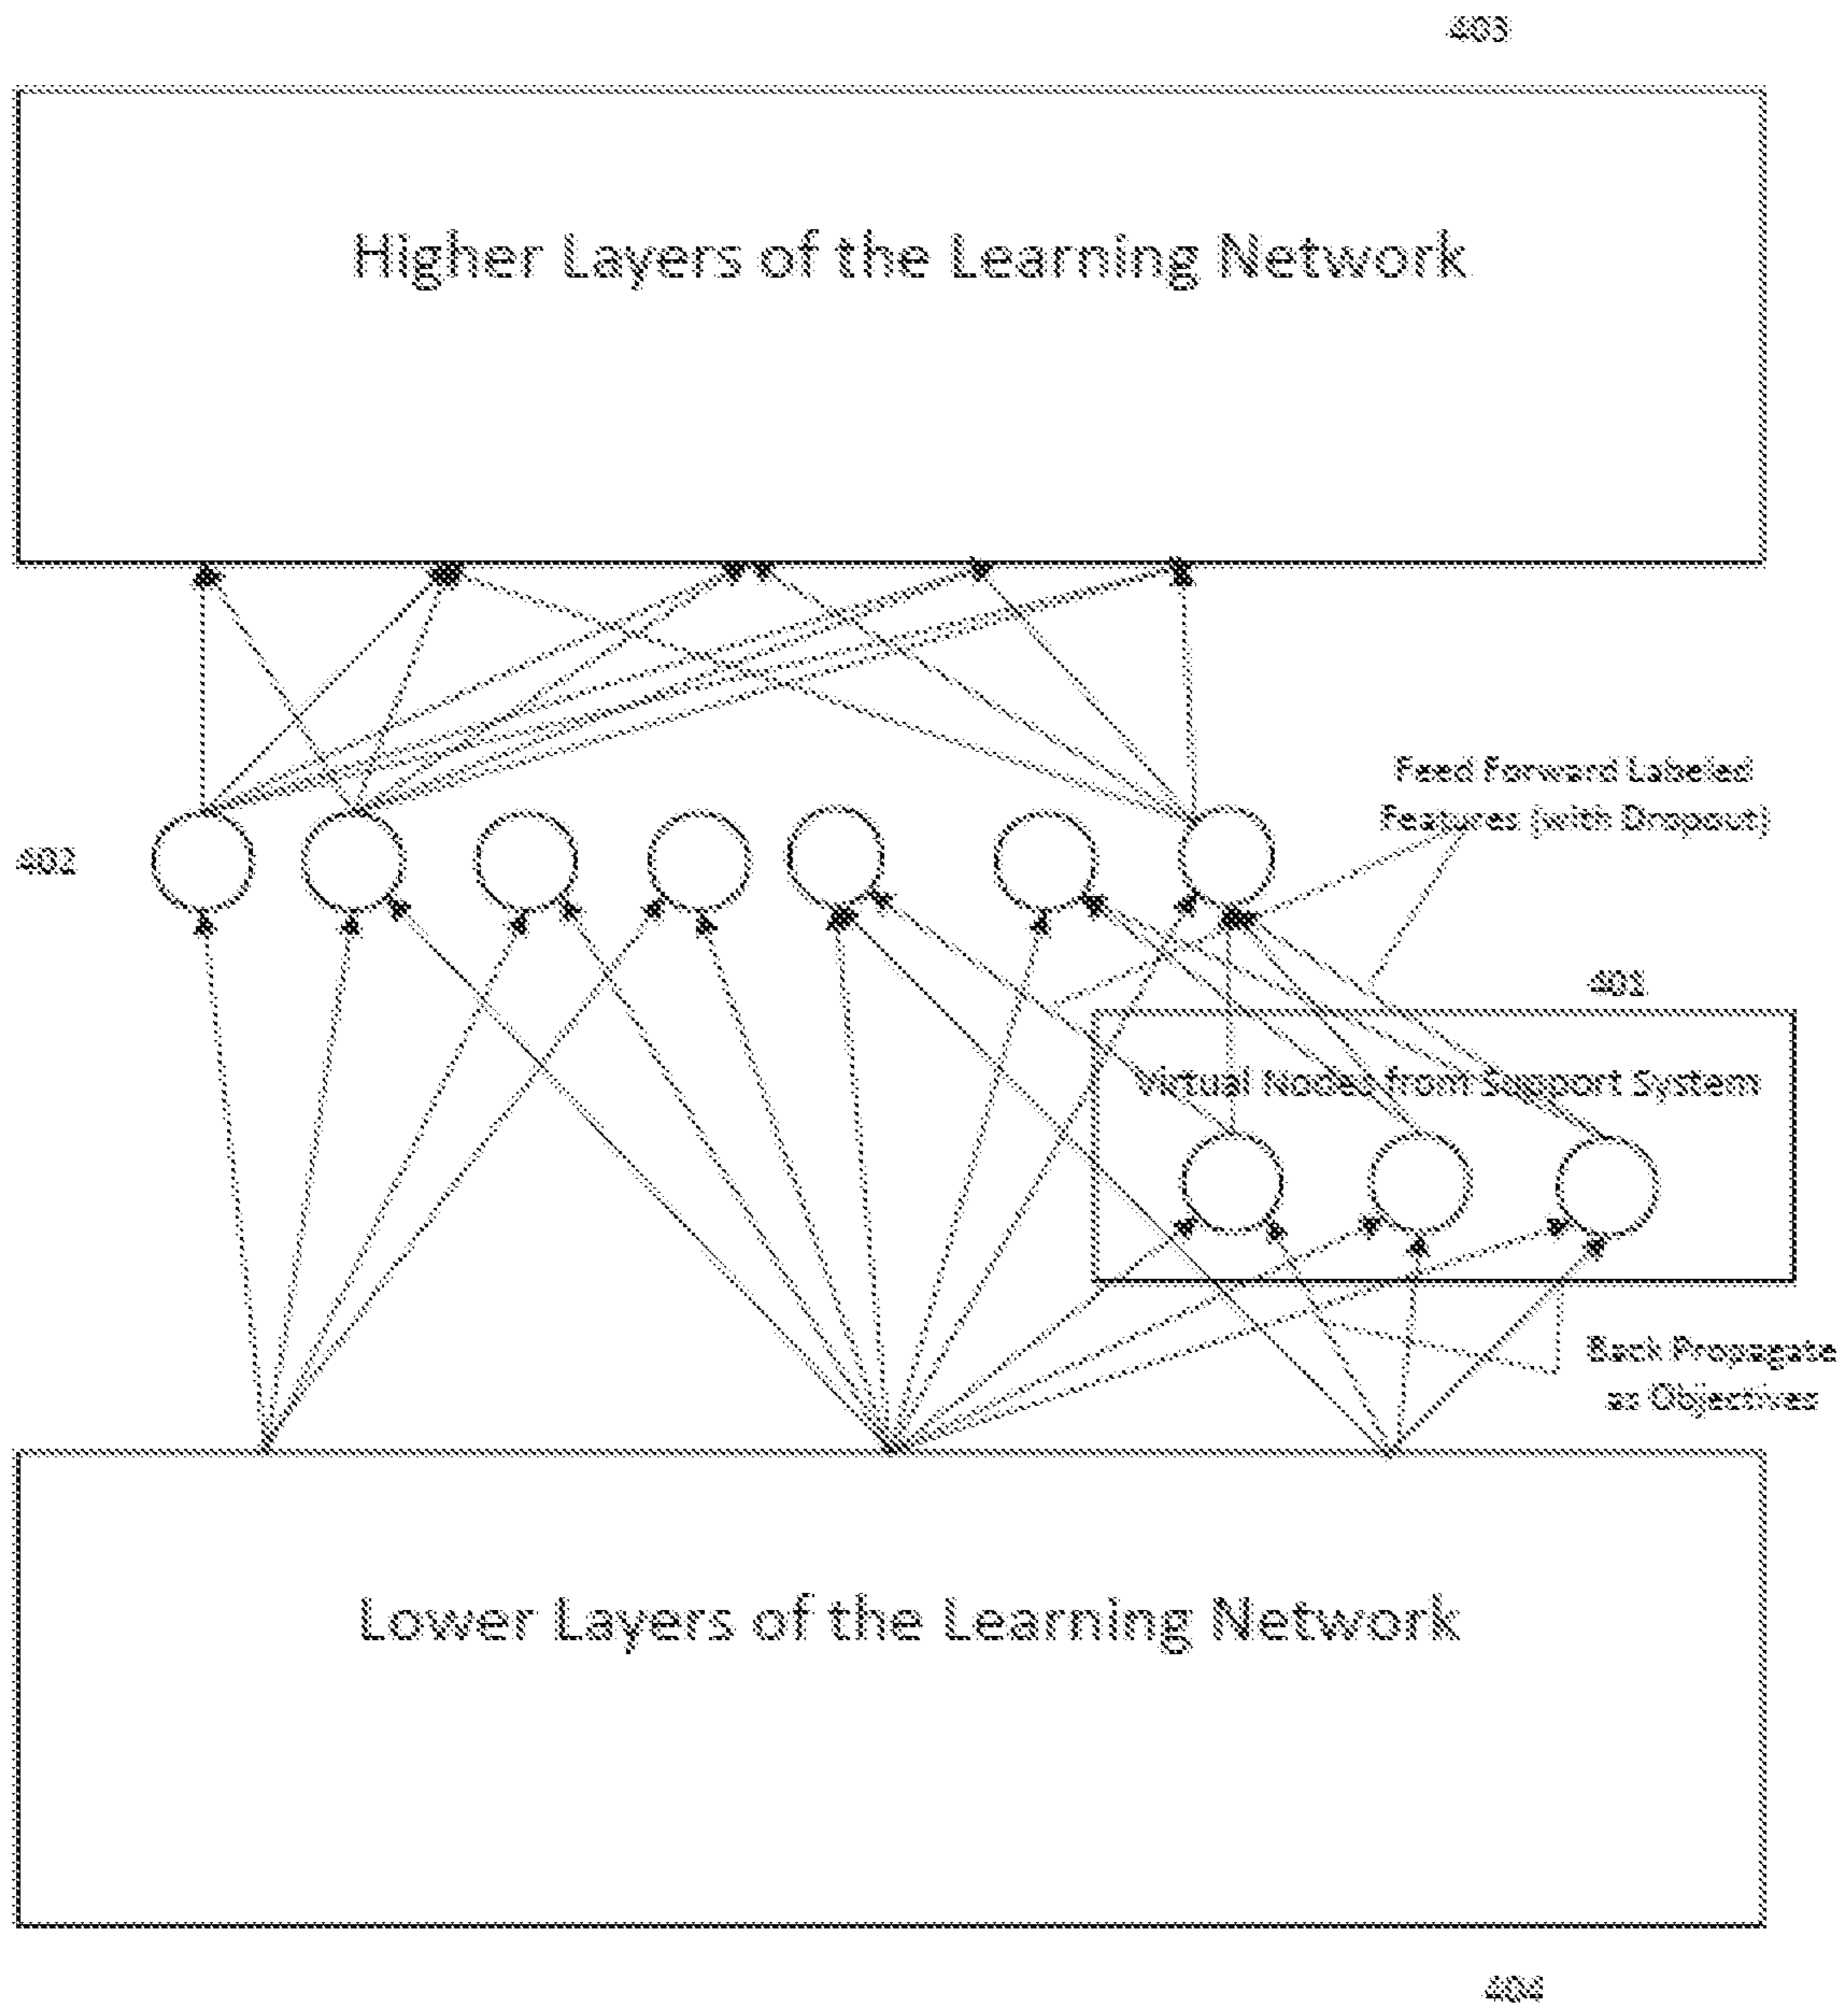 403
Higher Layers of the Learning Network
Feed Forward Labeled
Features (with Dropout)
402
401
Virtual Nodes from Support System
Back Propagate
as Objectives
Lower Layers of the Learning Network
404